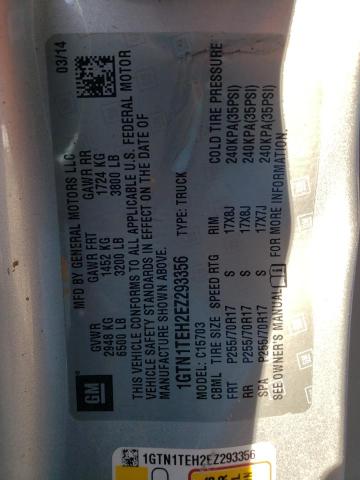 MFD BY GENERAL MOTORS LLC
03/14
GVWR GAWR FRT GAWR RR
2948 KG 1452 KG 1724 KG
6500 LB 3200 LB 3800 LB
THIS VEHICLE CONFORMS TO ALL APPLICABLE U.S. FEDERAL MOTOR
VEHICLE SAFETY STANDARDS IN EFFECT ON THE DATE OF
MANUFACTURE SHOWN ABOVE.
1GTN1TEH2EZ293356
TYPE: TRUCK
GM
CBML: C15703
TIRE SIZE SPEED RTG RIM COLD TIRE PRESSURE
FRT P255/70R17 S 17X8J 240KPA(35PSI)
RR P255/70R17 S 17X8J 240KPA(35PSI)
SPA P255/70R17 S 17X7J 240KPA(35PSI)
SEE OWNER'S MANUAL FOR MORE INFORMATION.
1GTN1TEH2EZ293356